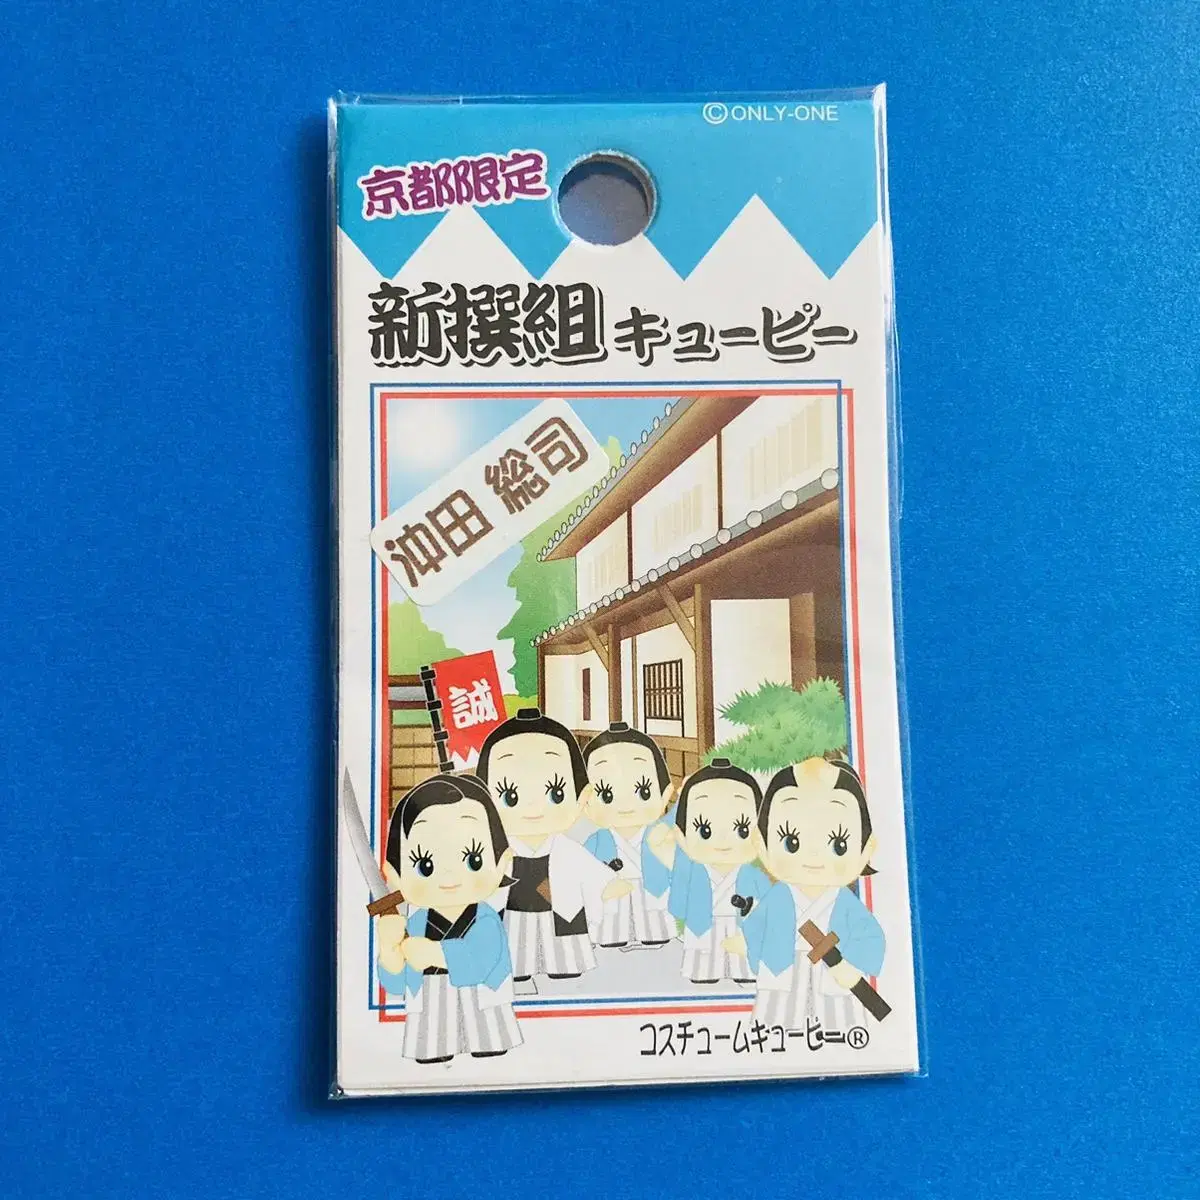 ©ONLY-ONE
京都限定
新撰組キューピー
沖田 総司
誠
コスチュームキューピー®